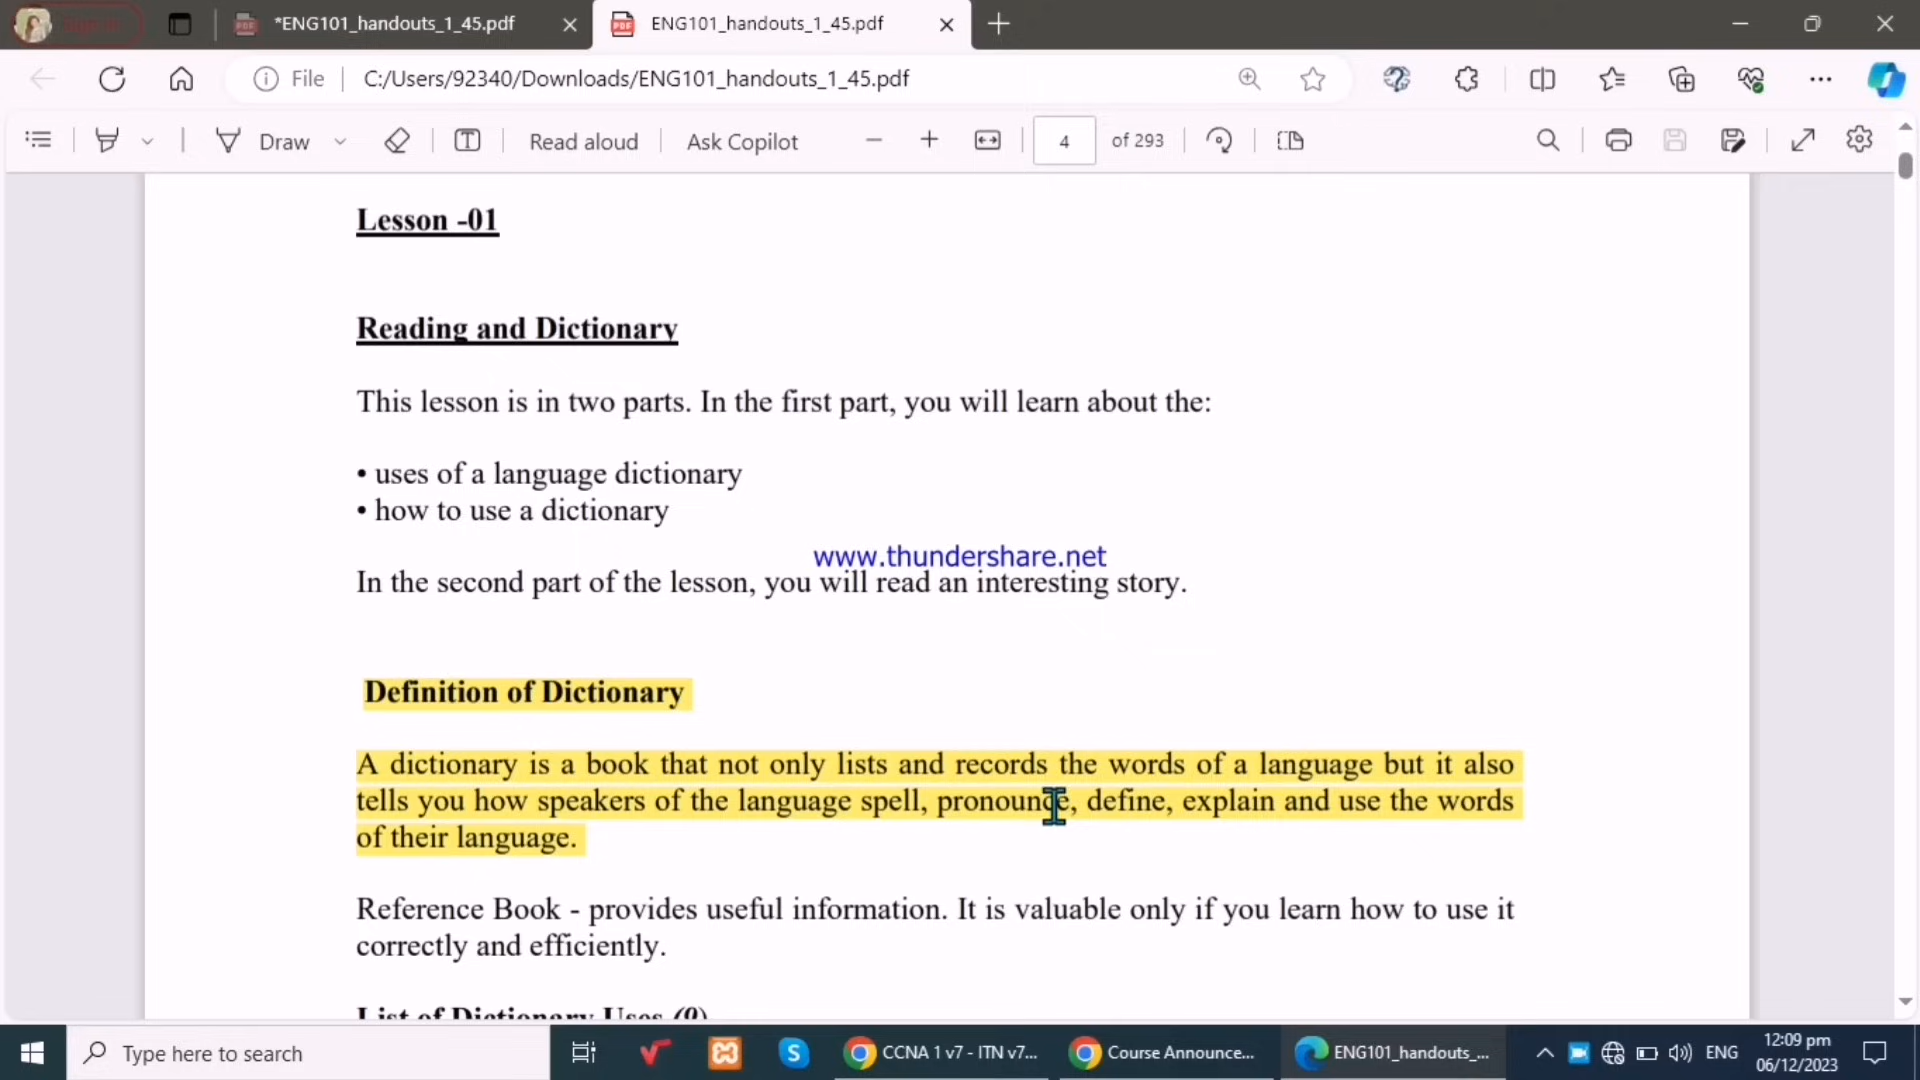 *ENG101_handouts_1_45.pdf
ENG101_handouts_1_45.pdf
File
C:/Users/92340/Downloads/ENG101_handouts_1_45.pdf
Draw
Read aloud
Ask Copilot
4
of 293
Lesson -01
Reading and Dictionary
This lesson is in two parts. In the first part, you will learn about the:
• uses of a language dictionary
• how to use a dictionary
www.thundershare.net
In the second part of the lesson, you will read an interesting story.
Definition of Dictionary
A dictionary is a book that not only lists and records the words of a language but it also
tells you how speakers of the language spell, pronounce, define, explain and use the words
of their language.
Reference Book - provides useful information. It is valuable only if you learn how to use it
correctly and efficiently.
List of Dictionary Uses (9)
Type here to search
CCNA 1 v7 - ITN v7...
Course Announce...
ENG101_handouts_...
ENG
12:09 pm
06/12/2023